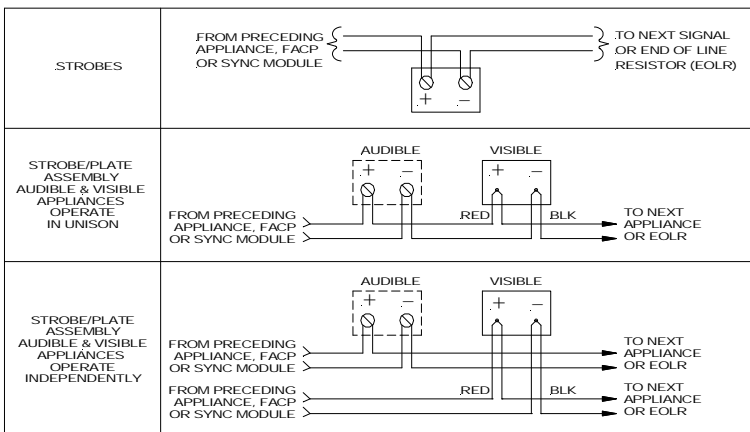 STROBES
FROM PRECEDING
APPLIANCE, FACP
OR SYNC MODULE
TO NEXT SIGNAL
OR END OF LINE
RESISTOR (EOLR)
+ –
STROBE/PLATE
ASSEMBLY
AUDIBLE & VISIBLE
APPLIANCES
OPERATE
IN UNISON
AUDIBLE
+ –
VISIBLE
+ –
FROM PRECEDING
APPLIANCE, FACP
OR SYNC MODULE
RED
BLK
TO NEXT
APPLIANCE
OR EOLR
STROBE/PLATE
ASSEMBLY
AUDIBLE & VISIBLE
APPLIANCES
OPERATE
INDEPENDENTLY
AUDIBLE
+ –
VISIBLE
+ –
FROM PRECEDING
APPLIANCE, FACP
OR SYNC MODULE
TO NEXT
APPLIANCE
OR EOLR
FROM PRECEDING
APPLIANCE, FACP
OR SYNC MODULE
RED
BLK
TO NEXT
APPLIANCE
OR EOLR